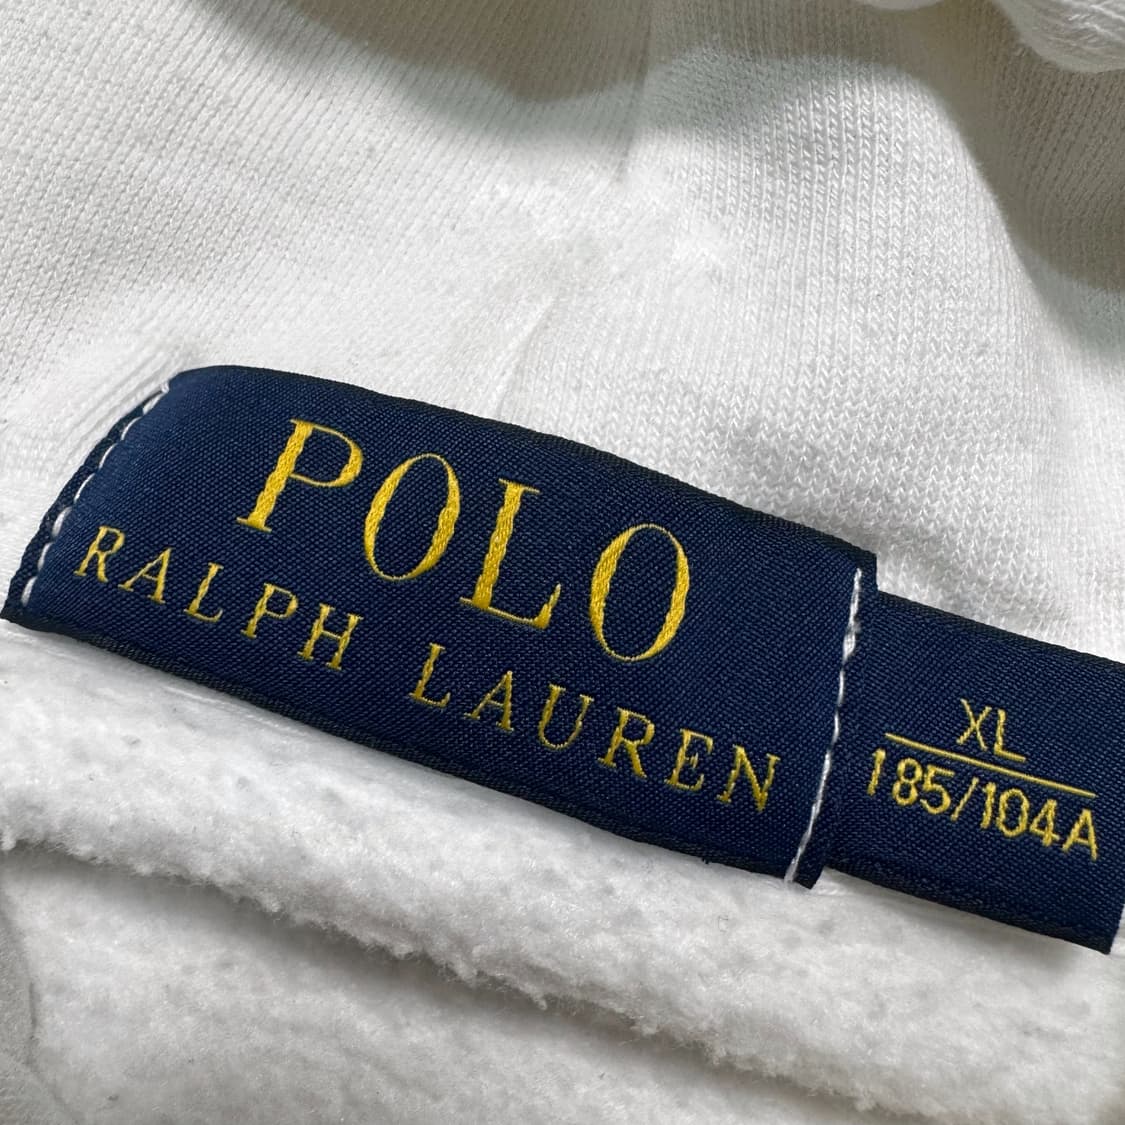 POLO
RALPH LAUREN
XL
185/104A